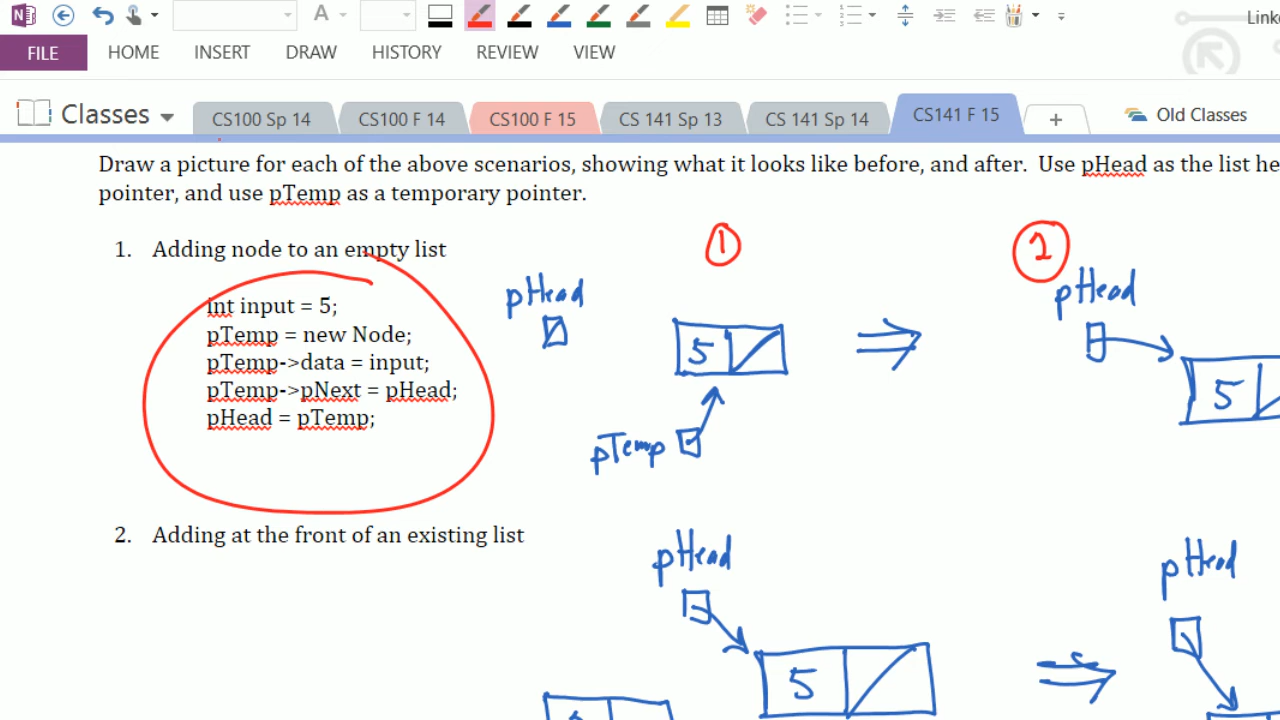 Linke
FILE HOME INSERT DRAW HISTORY REVIEW VIEW
Classes CS100 Sp 14 CS100 F 14 CS100 F 15 CS 141 Sp 13 CS 141 Sp 14 CS141 F 15 + Old Classes
Draw a picture for each of the above scenarios, showing what it looks like before, and after. Use pHead as the list he
pointer, and use pTemp as a temporary pointer.
1. Adding node to an empty list
int input = 5;
pTemp = new Node;
pTemp->data = input;
pTemp->pNext = pHead;
pHead = pTemp;
1
pHead
5
pTemp
2
pHead
5
2. Adding at the front of an existing list
pHead
5
pHead